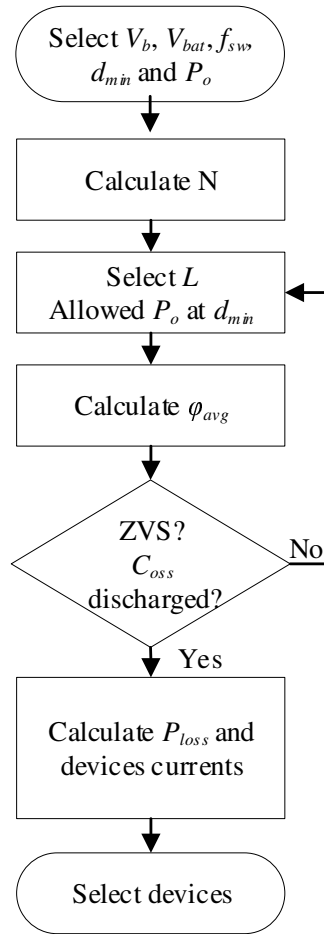 Select V_b, V_bat, f_sw,
d_min and P_o
Calculate N
Select L
Allowed P_o at d_min
Calculate φ_avg
ZVS?
C_oss
discharged?
No
Yes
Calculate P_loss and
devices currents
Select devices